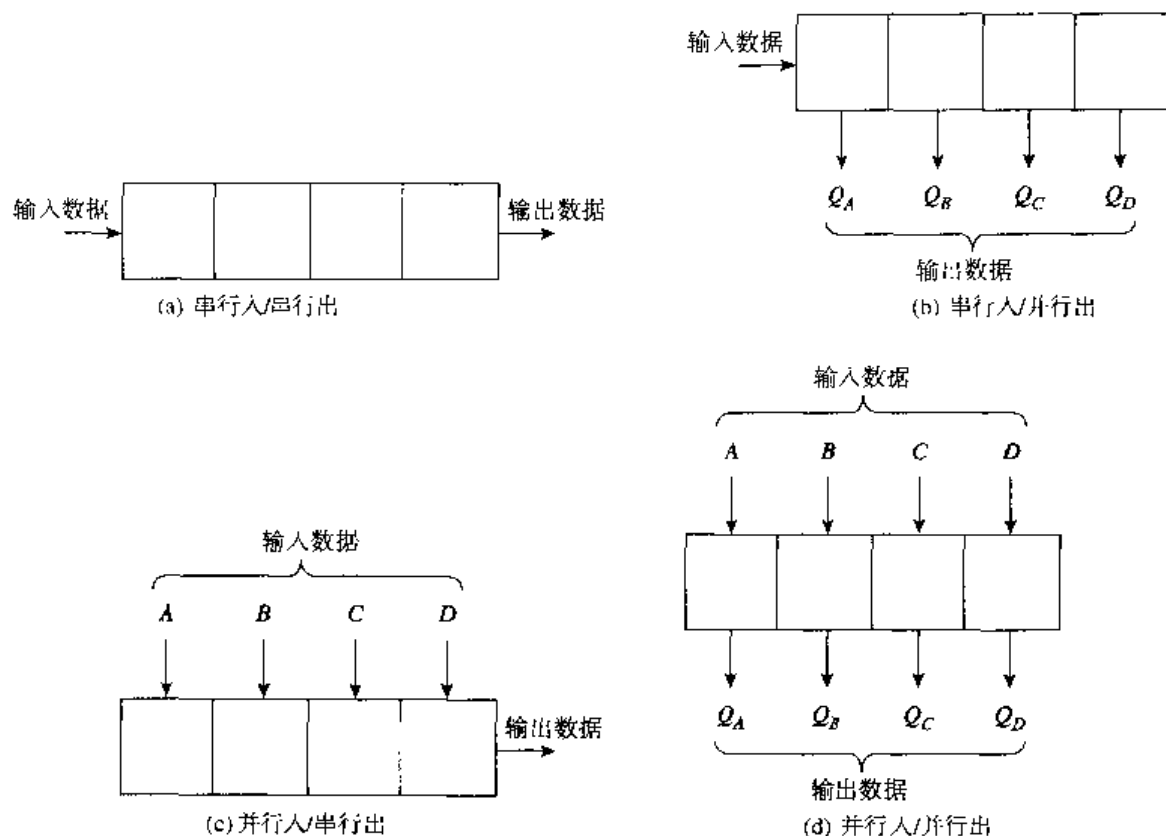 输入数据
输出数据
(a) 串行入/串行出
输入数据
Q_A Q_B Q_C Q_D
输出数据
(b) 串行入/并行出
输入数据
A B C D
输出数据
(c) 并行入/串行出
输入数据
A B C D
Q_A Q_B Q_C Q_D
输出数据
(d) 并行入/并行出